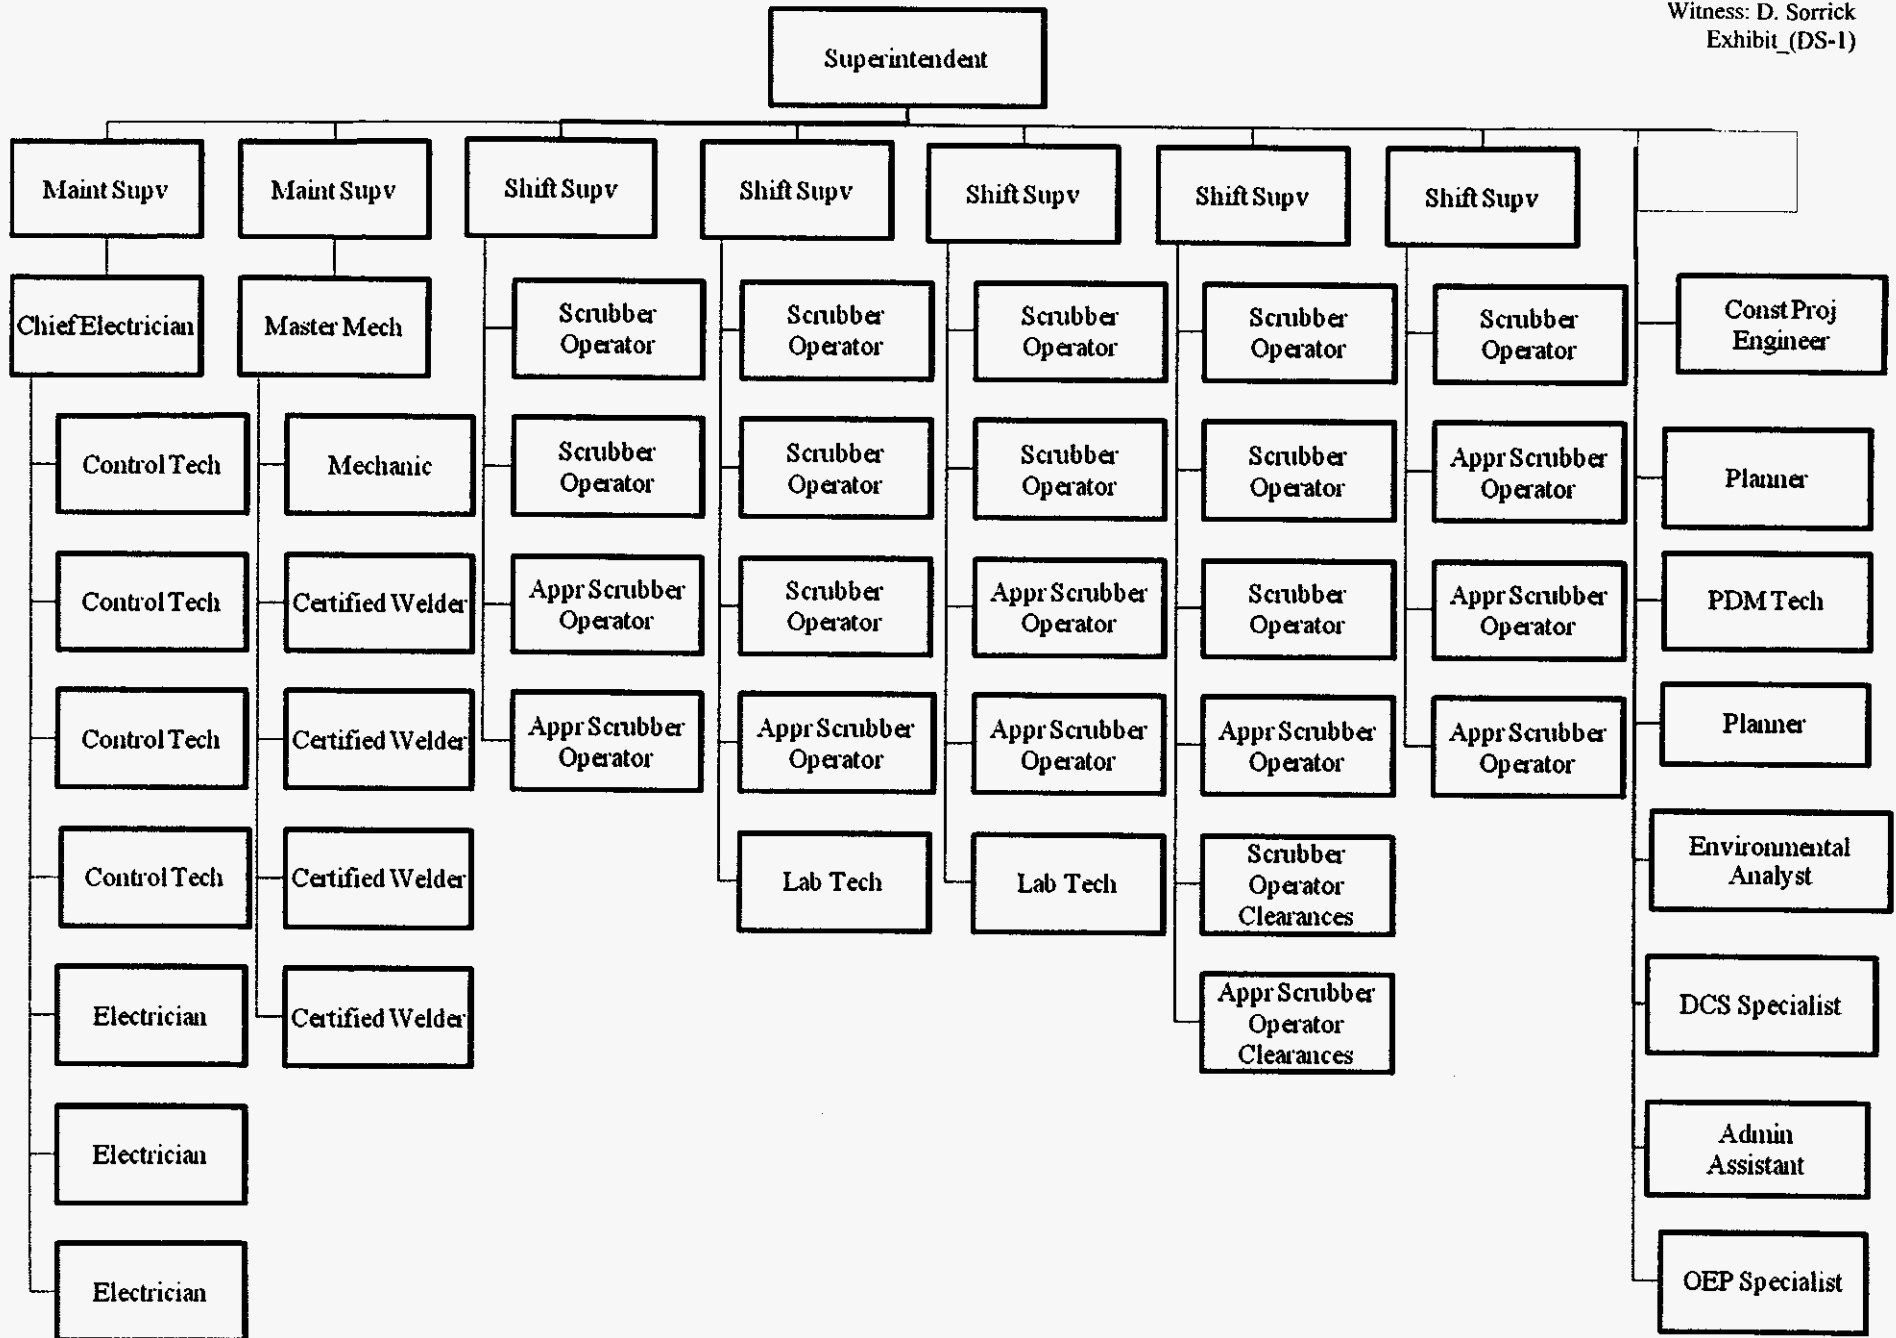 Witness: D. Sorrick
Exhibit_(DS-1)
Superintendent
Maint Supv
Maint Supv
Shift Supv
Shift Supv
Shift Supv
Shift Supv
Shift Supv
Chief Electrician
Master Mech
Scrubber
Operator
Scrubber
Operator
Scrubber
Operator
Scrubber
Operator
Scrubber
Operator
Const Proj
Engineer
Control Tech
Mechanic
Scrubber
Operator
Scrubber
Operator
Scrubber
Operator
Scrubber
Operator
Appr Scrubber
Operator
Planner
Control Tech
Certified Welder
Appr Scrubber
Operator
Scrubber
Operator
Appr Scrubber
Operator
Scrubber
Operator
Appr Scrubber
Operator
PDM Tech
Control Tech
Certified Welder
Appr Scrubber
Operator
Appr Scrubber
Operator
Appr Scrubber
Operator
Appr Scrubber
Operator
Appr Scrubber
Operator
Planner
Control Tech
Certified Welder
Lab Tech
Lab Tech
Scrubber
Operator
Clearances
Environmental
Analyst
Electrician
Certified Welder
Appr Scrubber
Operator
Clearances
DCS Specialist
Electrician
Admin
Assistant
Electrician
OEP Specialist